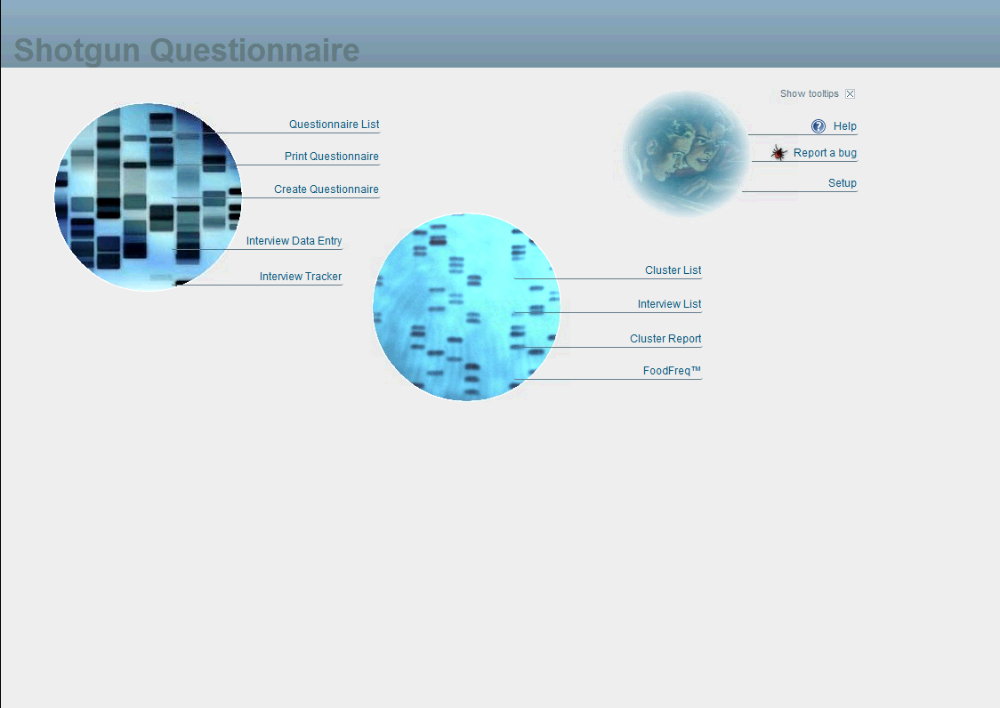 Shotgun Questionnaire
Questionnaire List
Print Questionnaire
Create Questionnaire
Interview Data Entry
Interview Tracker
Show tooltips
? Help
Report a bug
Setup
Cluster List
Interview List
Cluster Report
FoodFreq™